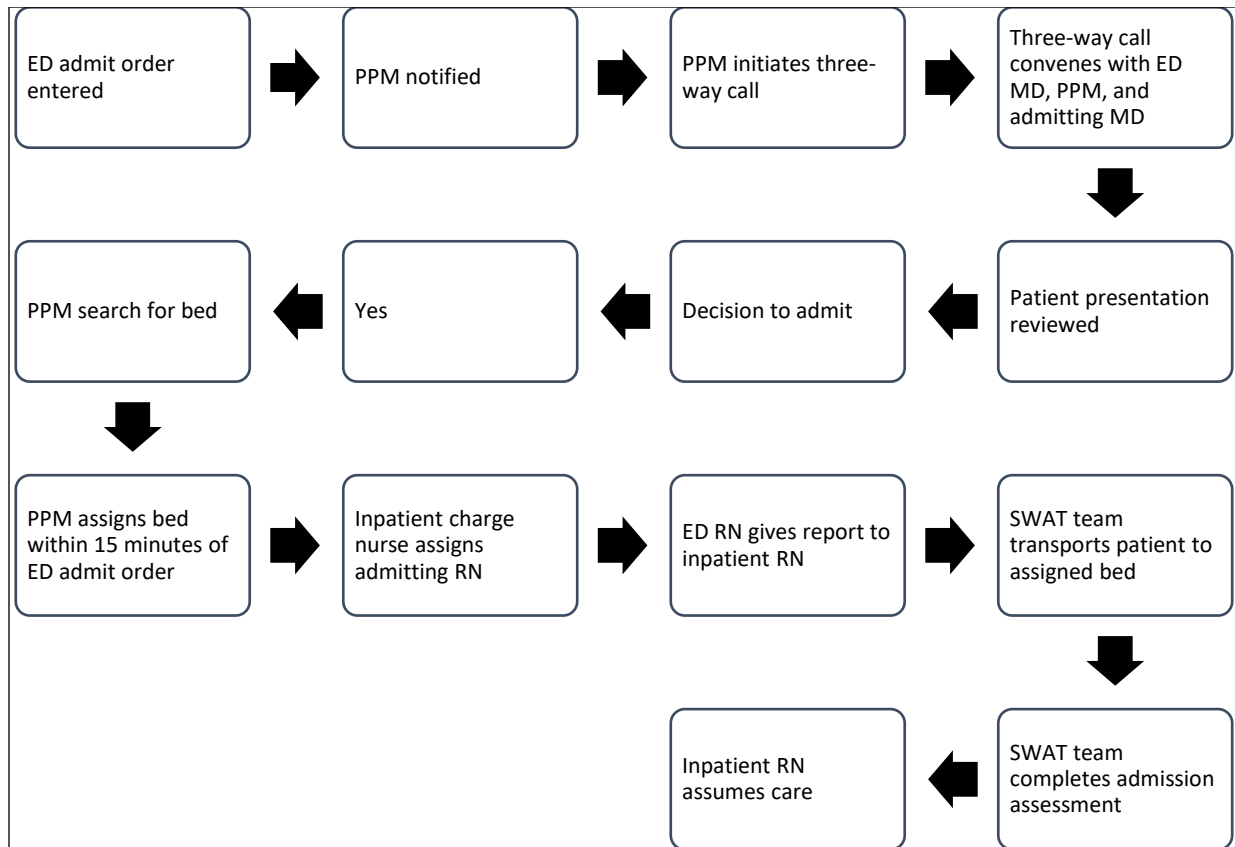 ED admit order
entered
PPM notified
PPM initiates three-
way call
Three-way call
convenes with ED
MD, PPM, and
admitting MD
Patient presentation
reviewed
Decision to admit
Yes
PPM search for bed
PPM assigns bed
within 15 minutes of
ED admit order
Inpatient charge
nurse assigns
admitting RN
ED RN gives report to
inpatient RN
SWAT team
transports patient to
assigned bed
SWAT team
completes admission
assessment
Inpatient RN
assumes care